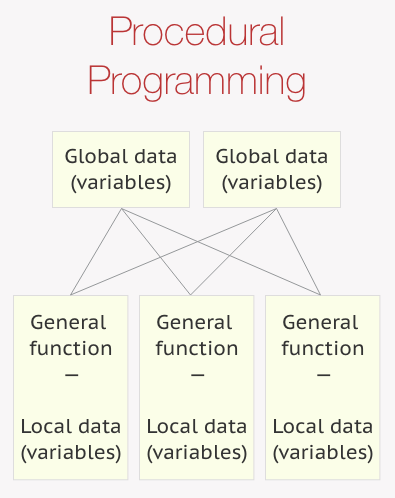 Procedural
Programming
Global data
(variables)
Global data
(variables)
General
function
—
Local data
(variables)
General
function
—
Local data
(variables)
General
function
—
Local data
(variables)